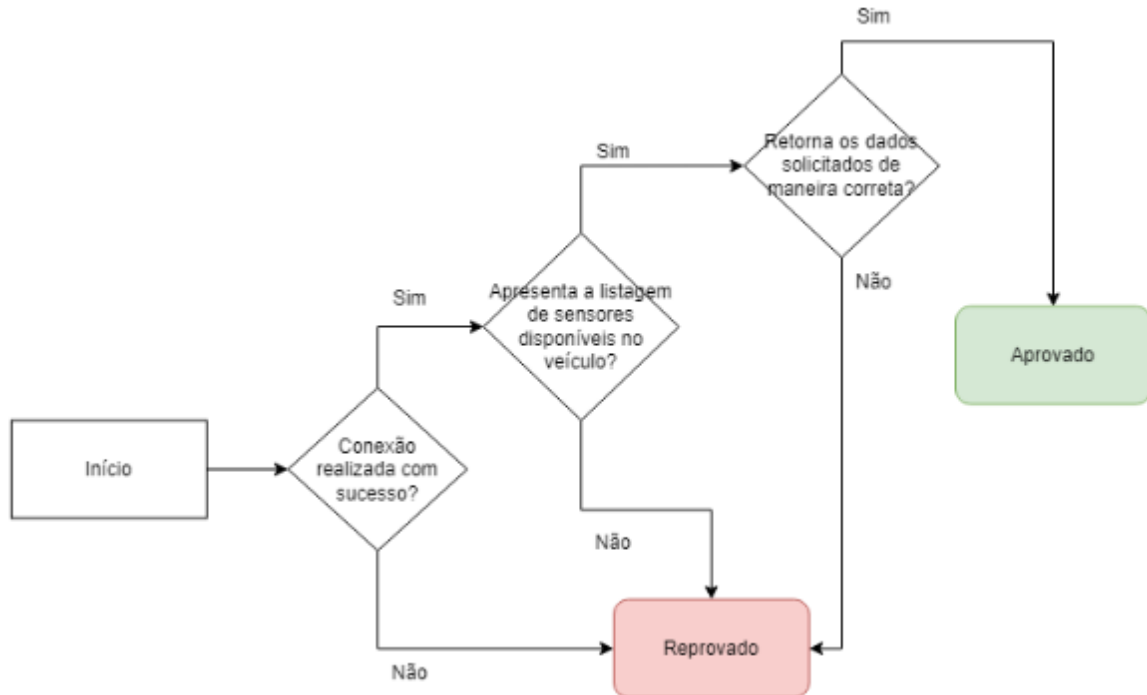 Sim
Retorna os dados
solicitados de
maneira correta?
Sim
Não
Apresenta a listagem
de sensores
disponíveis no
veículo?
Sim
Aprovado
Conexão
realizada com
sucesso?
Início
Não
Reprovado
Não